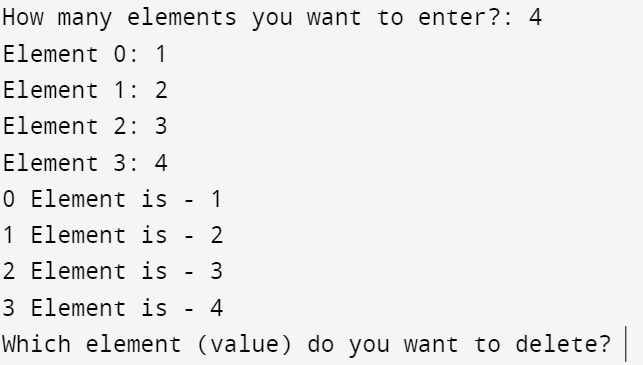 How many elements you want to enter?: 4
Element 0: 1
Element 1: 2
Element 2: 3
Element 3: 4
0 Element is - 1
1 Element is - 2
2 Element is - 3
3 Element is - 4
Which element (value) do you want to delete?